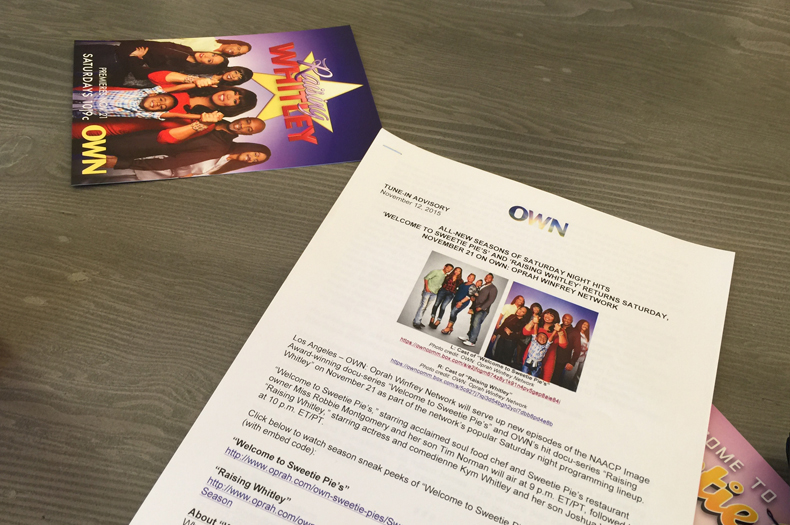 Raising
WHITLEY
PREMIERES NOV 21
SATURDAYS 10/9c
OWN
TUNE-IN ADVISORY
November 12, 2015
OWN
ALL-NEW SEASONS OF SATURDAY NIGHT HITS
"WELCOME TO SWEETIE PIE'S" AND "RAISING WHITLEY" RETURNS SATURDAY,
NOVEMBER 21 ON OWN: OPRAH WINFREY NETWORK
L: Cast of "Welcome to Sweetie Pie's"
Photo credit: OWN: Oprah Winfrey Network
R: Cast of "Raising Whitley"
Photo credit: OWN: Oprah Winfrey Network
Los Angeles – OWN: Oprah Winfrey Network will serve up new episodes of the NAACP Image
Award-winning docu-series "Welcome to Sweetie Pie's" and OWN's hit docu-series "Raising
Whitley" on November 21 as part of the network's popular Saturday night programming lineup.
"Welcome to Sweetie Pie's," starring acclaimed soul food chef and Sweetie Pie's restaurant
owner Miss Robbie Montgomery and her son Tim Norman will air at 9 p.m. ET/PT, followed
"Raising Whitley," starring actress and comedienne Kym Whitley and her son Joshua
at 10 p.m. ET/PT.
Click below to watch season sneak peeks of "Welcome to Sweetie P
(with embed code):
"Welcome to Sweetie Pie's"
http://www.oprah.com/own-sweetie-pies/Sw
"Raising Whitley"
http://www.oprah.com/own
Season
About "W
COME TO
tie